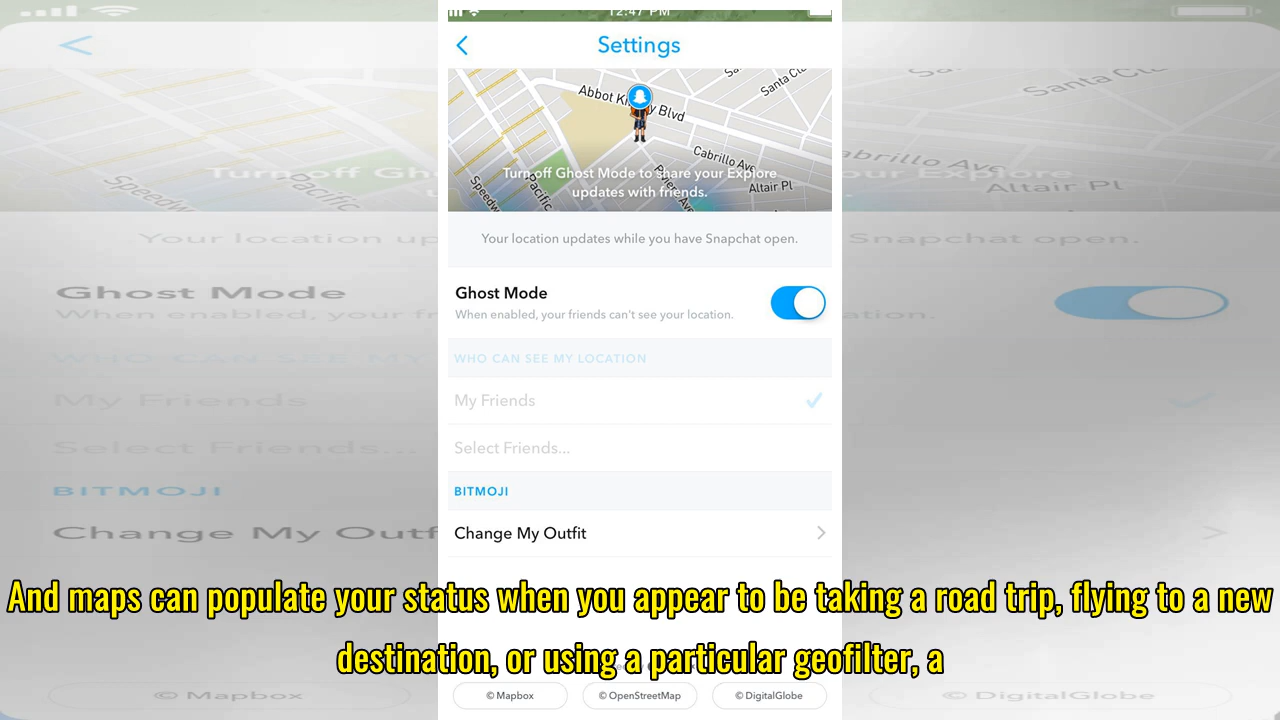 12:47 PM
Settings
Abbot Kinney Blvd
Santa Cl
Cabrillo Ave
Altair Pl
Speedw
Pacific
Turn off Ghost Mode to share your Explore
updates with friends.
Your location updates while you have Snapchat open.
Ghost Mode
When enabled, your friends can't see your location.
WHO CAN SEE MY LOCATION
My Friends
Select Friends...
BITMOJI
Change My Outfit
And maps can populate your status when you appear to be taking a road trip, flying to a new
destination, or using a particular geofilter, a
© Mapbox
© OpenStreetMap
© DigitalGlobe